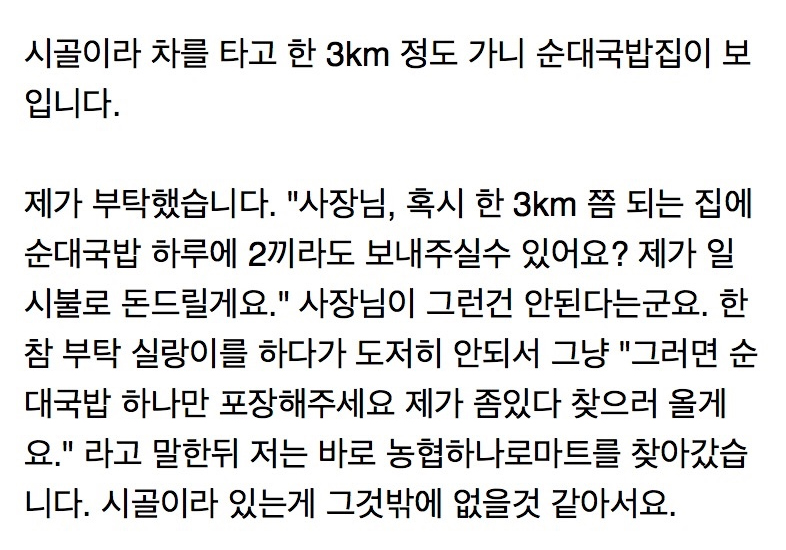 시골이라 차를 타고 한 3km 정도 가니 순대국밥집이 보
입니다.
제가 부탁했습니다. "사장님, 혹시 한 3km 쯤 되는 집에
순대국밥 하루에 2끼라도 보내주실수 있어요? 제가 일
시불로 돈드릴게요." 사장님이 그런건 안된다는군요. 한
참 부탁 실랑이를 하다가 도저히 안되서 그냥 "그러면 순
대국밥 하나만 포장해주세요 제가 좀있다 찾으러 올게
요." 라고 말한뒤 저는 바로 농협하나로마트를 찾아갔습
니다. 시골이라 있는게 그것밖에 없을것 같아서요.